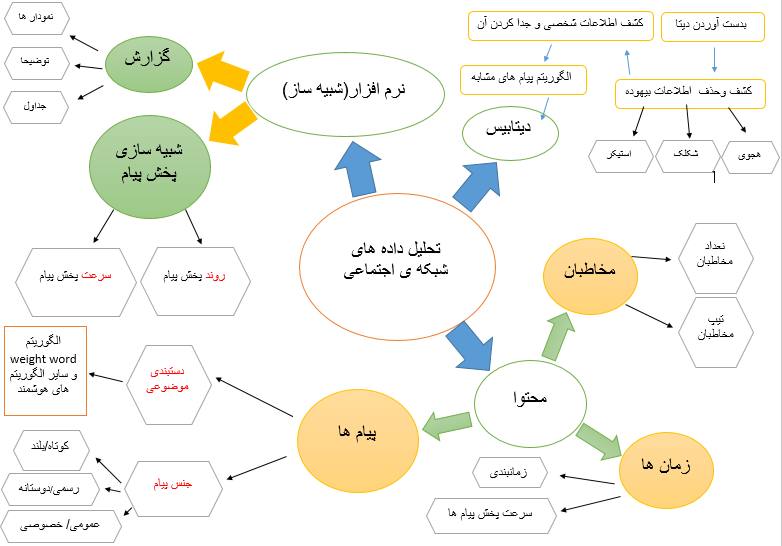 نمودار ها
توضیحا
جداول
گزارش
نرم افزار(شبیه ساز)
شبیه سازی
پخش پیام
سرعت پخش پیام
روند پخش پیام
بدست آوردن دیتا
کشف اطلاعات شخصی و جدا کردن آن
الگوریتم پیام های مشابه
کشف وحذف اطلاعات بیهوده
دیتابیس
هجوی
شکلک
استیکر
تحلیل داده های
شبکه ی اجتماعی
مخاطبان
تعداد
مخاطبان
تیپ
مخاطبان
محتوا
زمان ها
زمانبندی
سرعت پخش پیام ها
پیام ها
دستبندی
موضوعی
الگوریتم
weight word
و سایر الگوریتم
های هوشمند
جنس پیام
کوتاه/بلند
رسمی/دوستانه
عمومی/ خصوصی